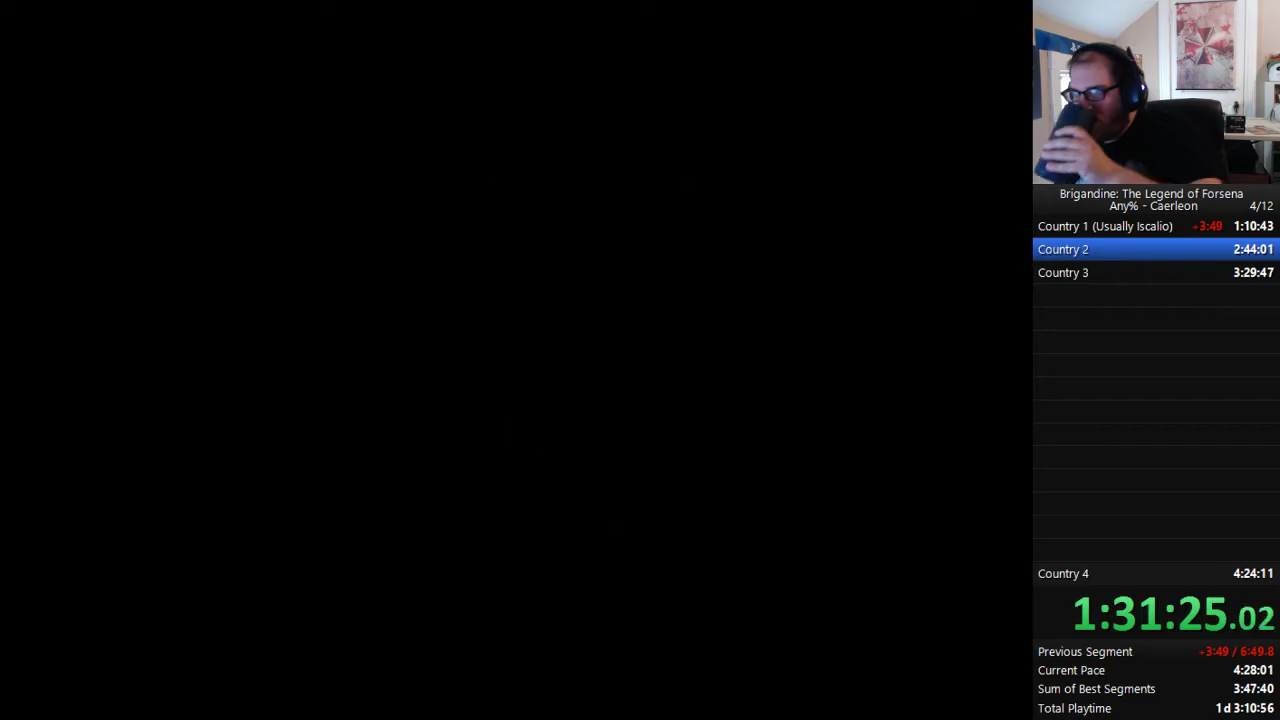 Brigandine: The Legend of Forsena
Any% - Caerleon 4/12
Country 1 (Usually Iscalio) +3:49 1:10:43
Country 2 2:44:01
Country 3 3:29:47
Country 4 4:24:11
1:31:25.02
Previous Segment +3:49 / 6:49.8
Current Pace 4:28:01
Sum of Best Segments 3:47:40
Total Playtime 1d 3:10:56